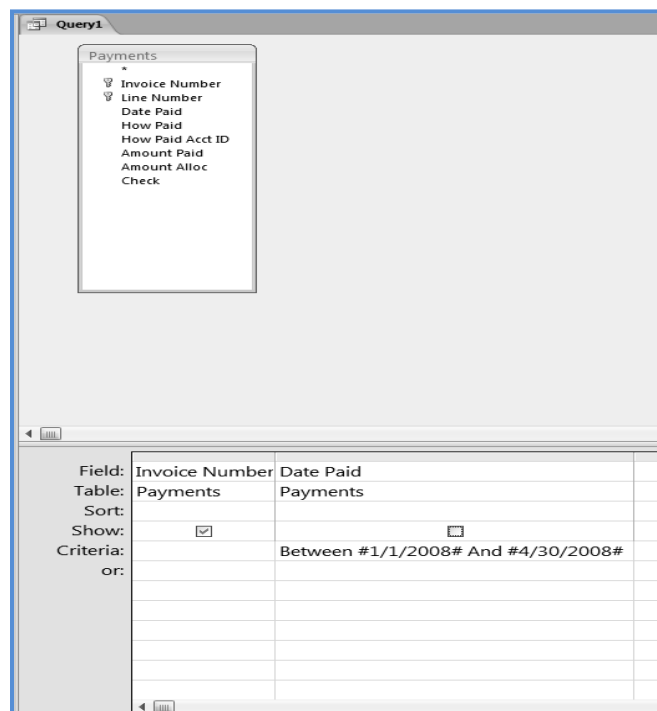 Query1
Payments
*
Invoice Number
Line Number
Date Paid
How Paid
How Paid Acct ID
Amount Paid
Amount Alloc
Check
Field: Invoice Number Date Paid
Table: Payments Payments
Sort:
Show:
Criteria: Between #1/1/2008# And #4/30/2008#
or: